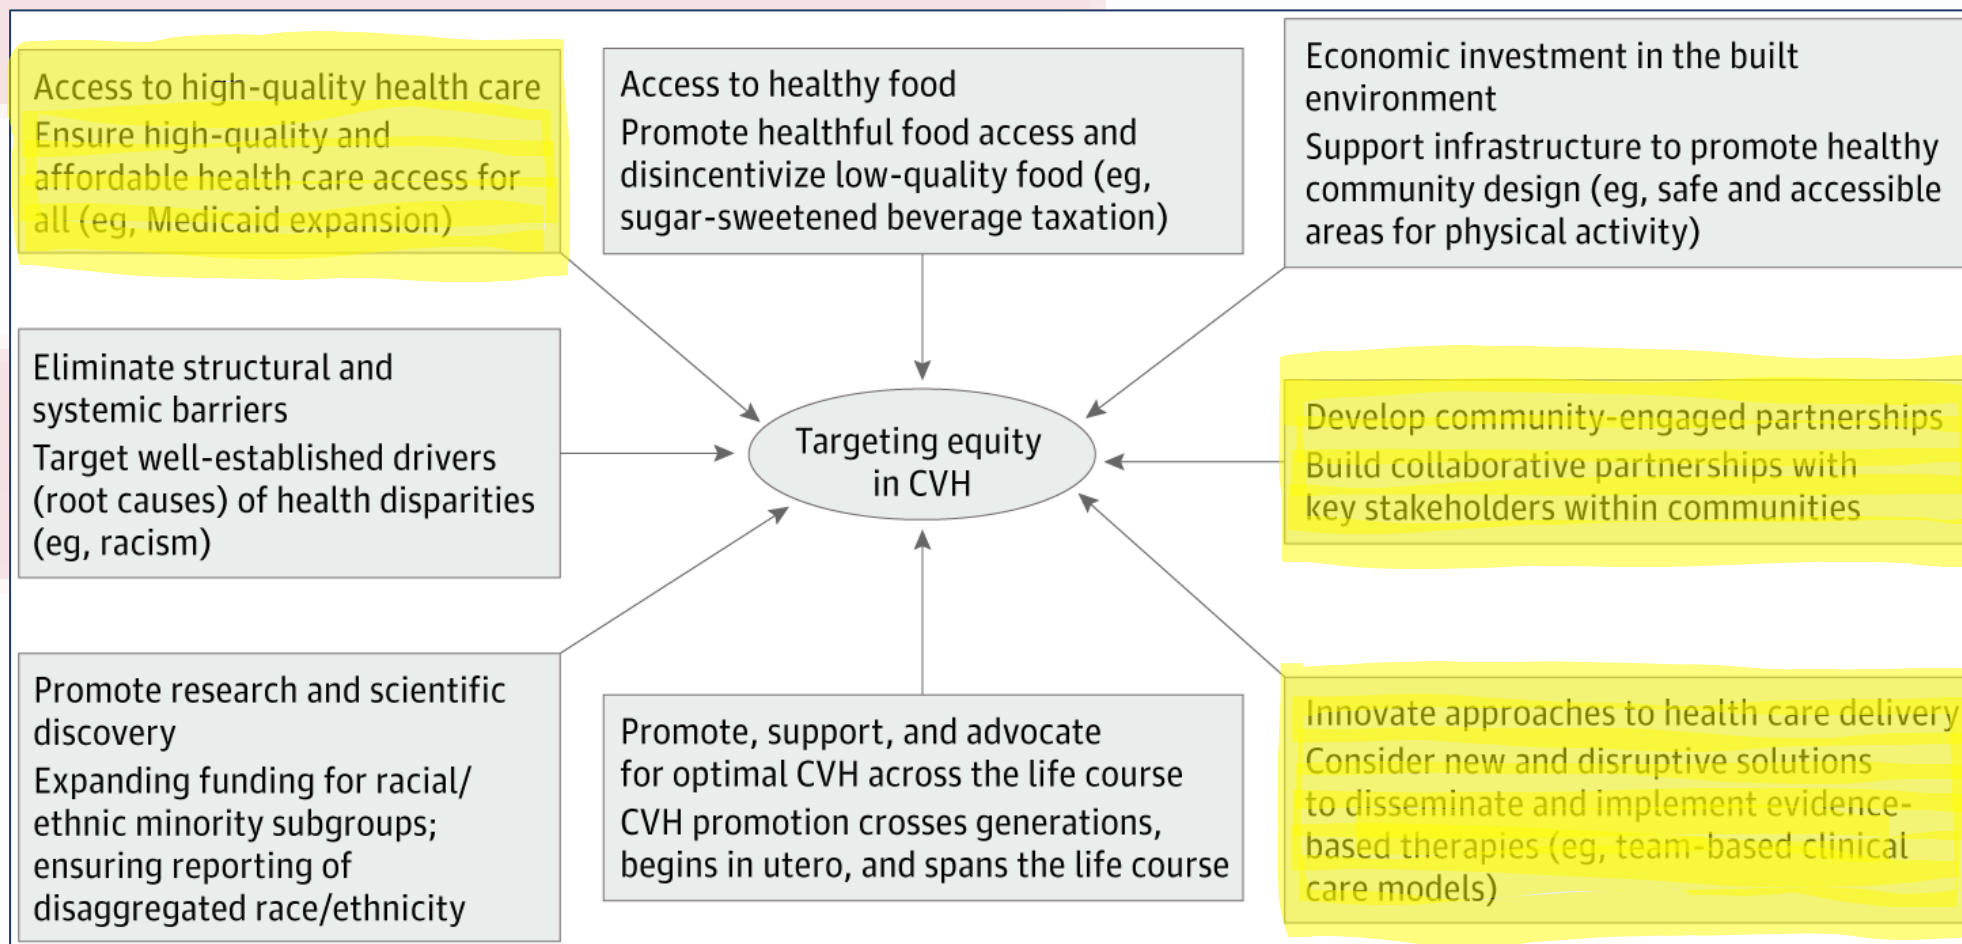 Access to high-quality health care
Ensure high-quality and
affordable health care access for
all (eg, Medicaid expansion)
Access to healthy food
Promote healthful food access and
disincentivize low-quality food (eg,
sugar-sweetened beverage taxation)
Economic investment in the built
environment
Support infrastructure to promote healthy
community design (eg, safe and accessible
areas for physical activity)
Eliminate structural and
systemic barriers
Target well-established drivers
(root causes) of health disparities
(eg, racism)
Targeting equity
in CVH
Develop community-engaged partnerships
Build collaborative partnerships with
key stakeholders within communities
Promote research and scientific
discovery
Expanding funding for racial/
ethnic minority subgroups;
ensuring reporting of
disaggregated race/ethnicity
Promote, support, and advocate
for optimal CVH across the life course
CVH promotion crosses generations,
begins in utero, and spans the life course
Innovate approaches to health care delivery
Consider new and disruptive solutions
to disseminate and implement evidence-
based therapies (eg, team-based clinical
care models)